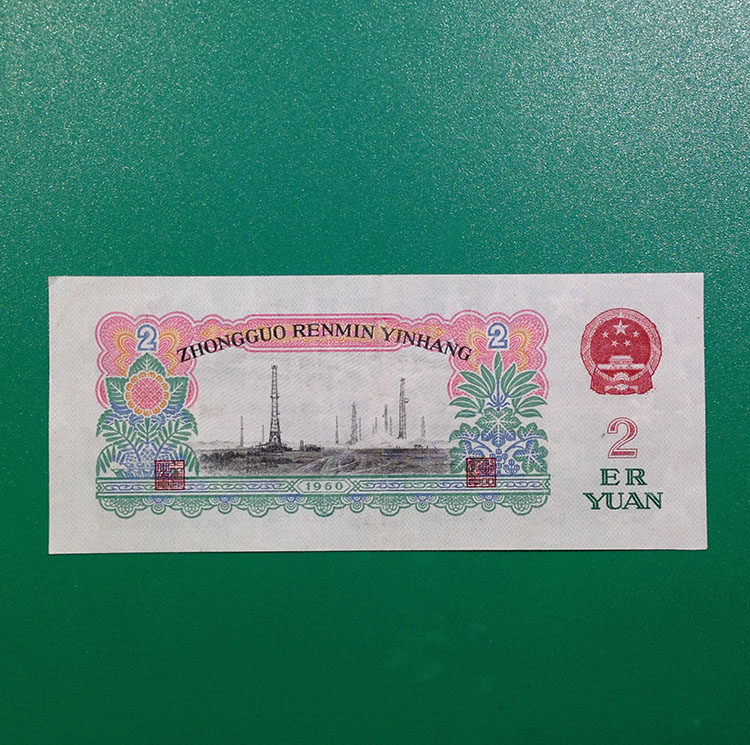 2
ZHONGGUO RENMIN YINHANG
2
1960
2
ER
YUAN